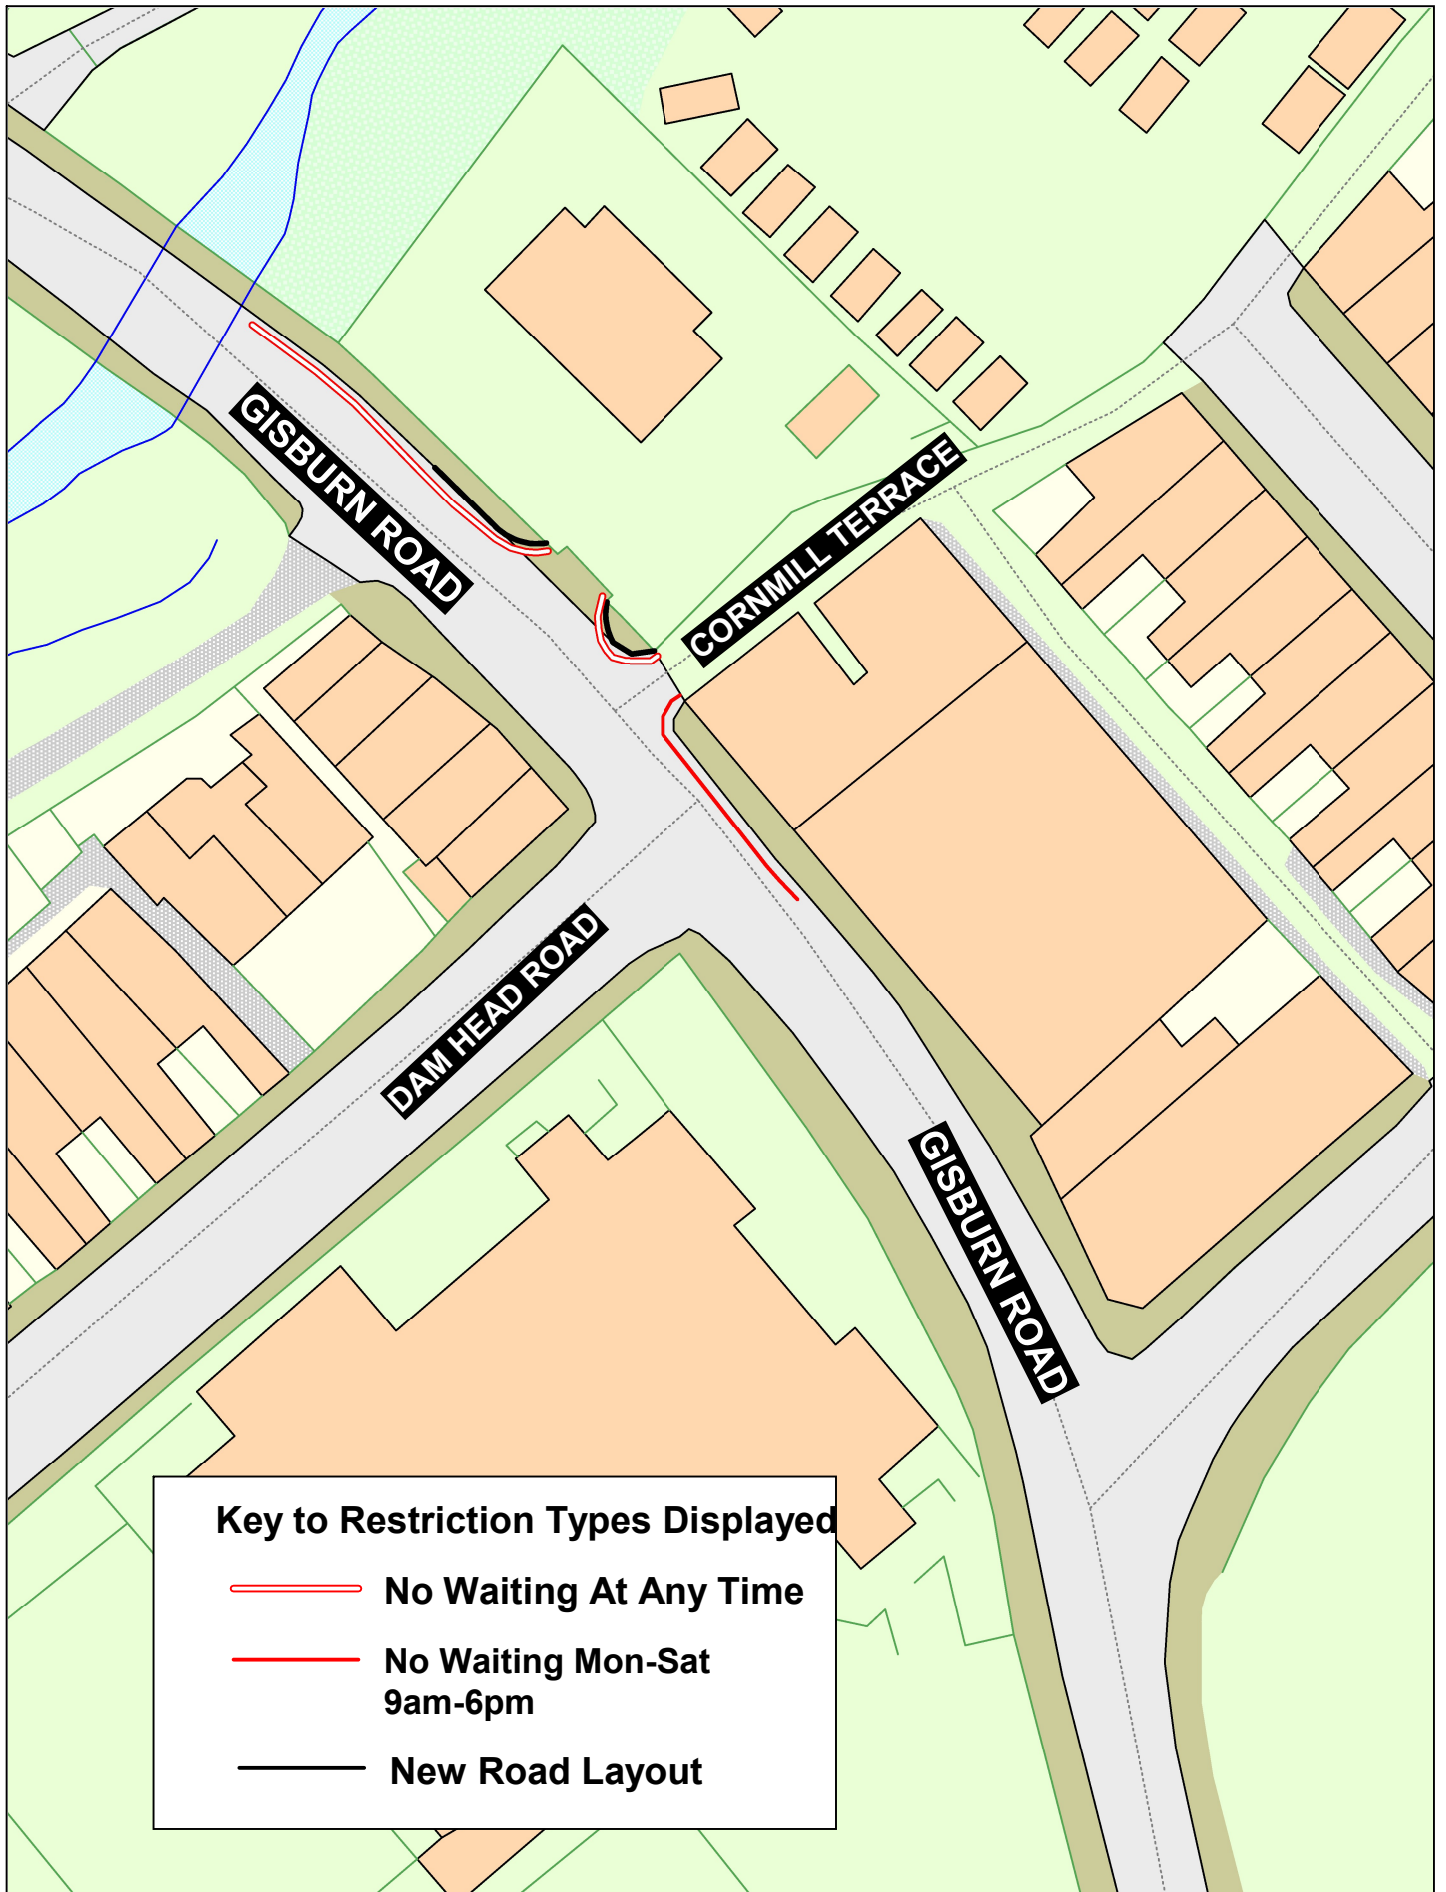 GISBURN ROAD
CORNMILL TERRACE
DAM HEAD ROAD
GISBURN ROAD
Key to Restriction Types Displayed
No Waiting At Any Time
No Waiting Mon-Sat
9am-6pm
New Road Layout